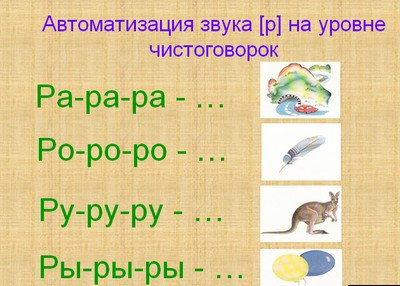 Автоматизация звука [р] на уровне
чистоговорок
Ра-ра-ра - ...
Ро-ро-ро - ...
Ру-ру-ру - ...
Ры-ры-ры - ...